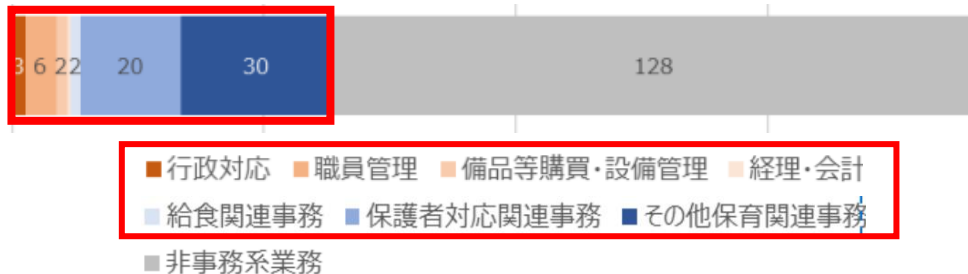 3 6 2 2 20 30 128
■行政対応 ■職員管理 ■備品等購買・設備管理 ■経理・会計
■給食関連事務 ■保護者対応関連事務 ■その他保育関連事務
■非事務系業務